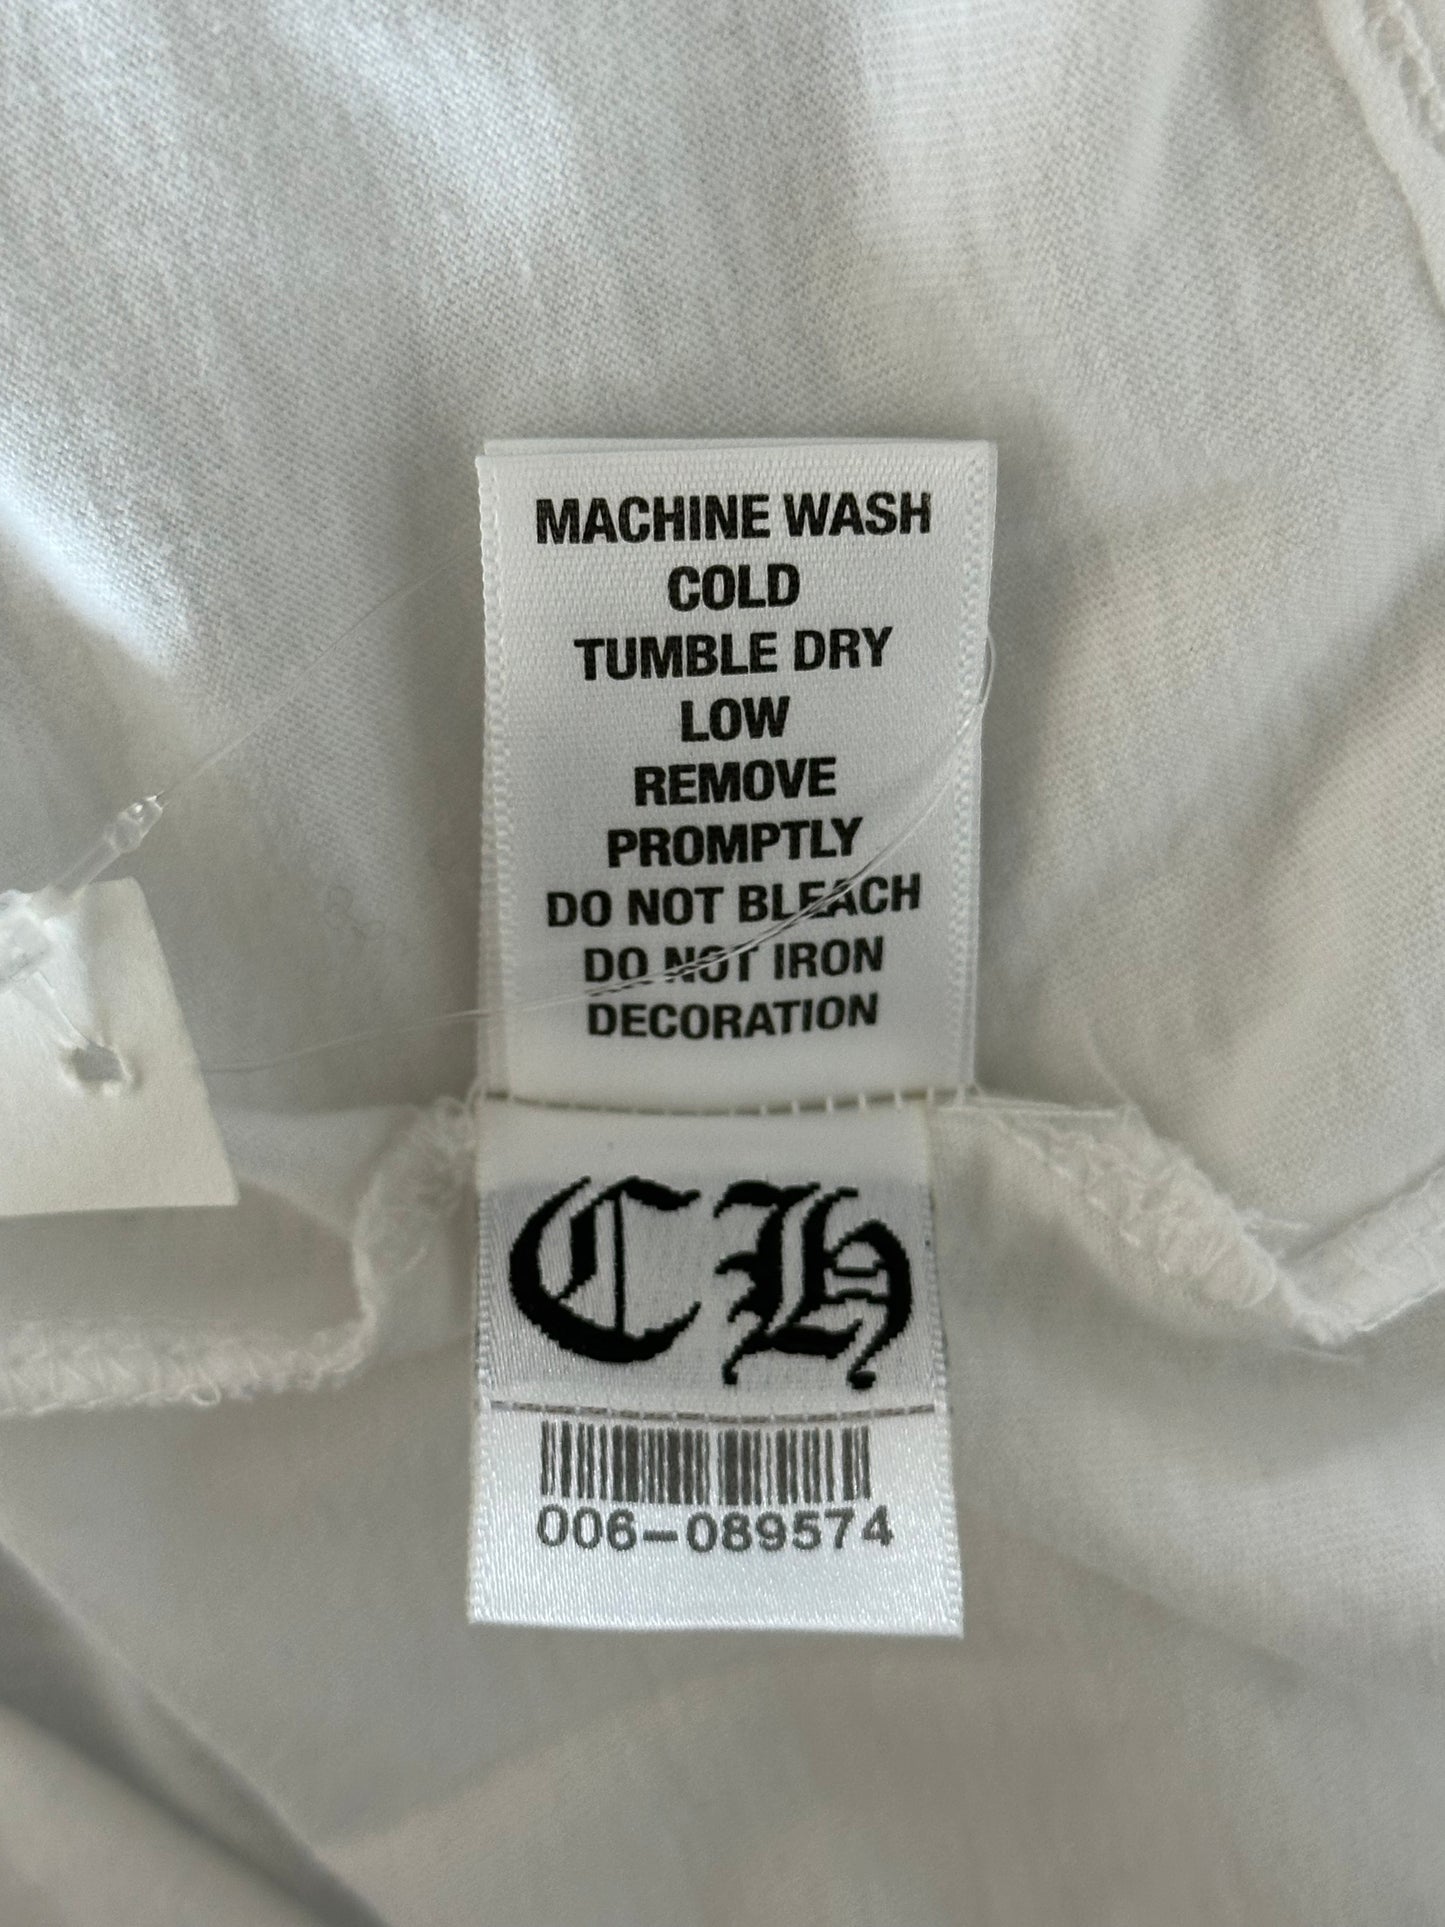 MACHINE WASH
COLD
TUMBLE DRY
LOW
REMOVE
PROMPTLY
DO NOT BLEACH
DO NOT IRON
DECORATION
CH
006-089574